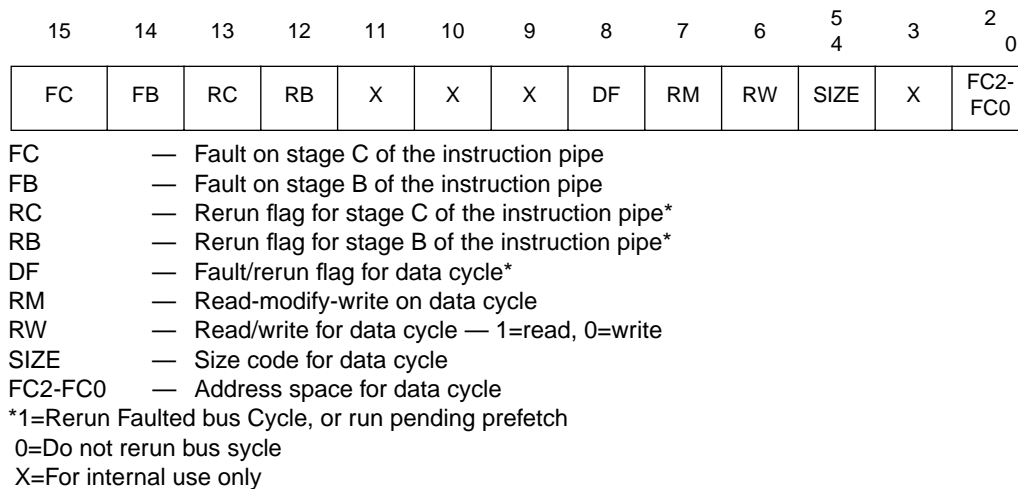 15 14 13 12 11 10 9 8 7 6 5 4 3 2 0
FC FB RC RB X X X DF RM RW SIZE X FC2-FC0
FC — Fault on stage C of the instruction pipe
FB — Fault on stage B of the instruction pipe
RC — Rerun flag for stage C of the instruction pipe*
RB — Rerun flag for stage B of the instruction pipe*
DF — Fault/rerun flag for data cycle*
RM — Read-modify-write on data cycle
RW — Read/write for data cycle — 1=read, 0=write
SIZE — Size code for data cycle
FC2-FC0 — Address space for data cycle
*1=Rerun Faulted bus Cycle, or run pending prefetch
0=Do not rerun bus sycle
X=For internal use only